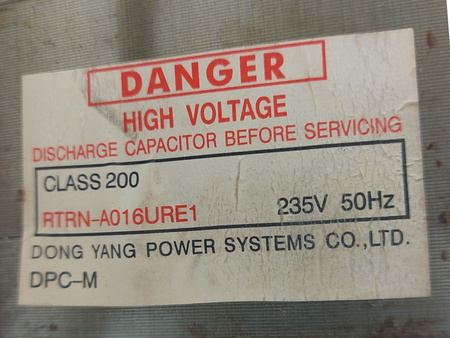 DANGER
HIGH VOLTAGE
DISCHARGE CAPACITOR BEFORE SERVICING
CLASS 200
RTRN-A016URE1 235V 50Hz
DONG YANG POWER SYSTEMS CO.,LTD.
DPC-M